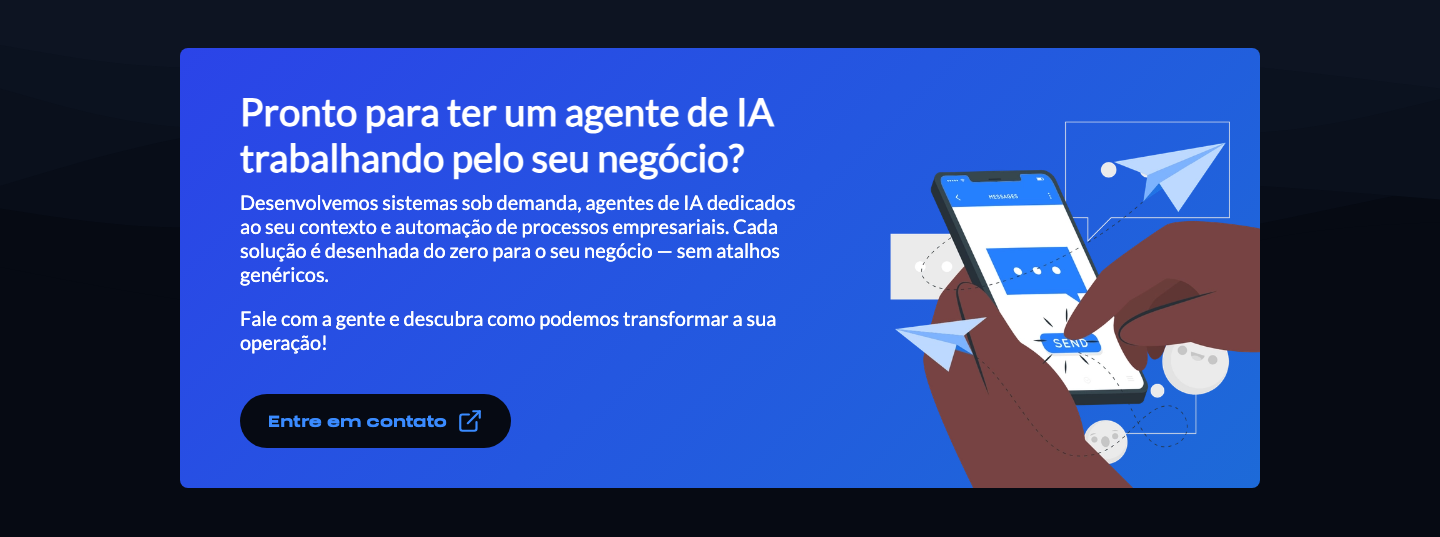 Pronto para ter um agente de IA
trabalhando pelo seu negócio?
Desenvolvemos sistemas sob demanda, agentes de IA dedicados
ao seu contexto e automação de processos empresariais. Cada
solução é desenhada do zero para o seu negócio — sem atalhos
genéricos.
Fale com a gente e descubra como podemos transformar a sua
operação!
Entre em contato
MESSAGES
SEND